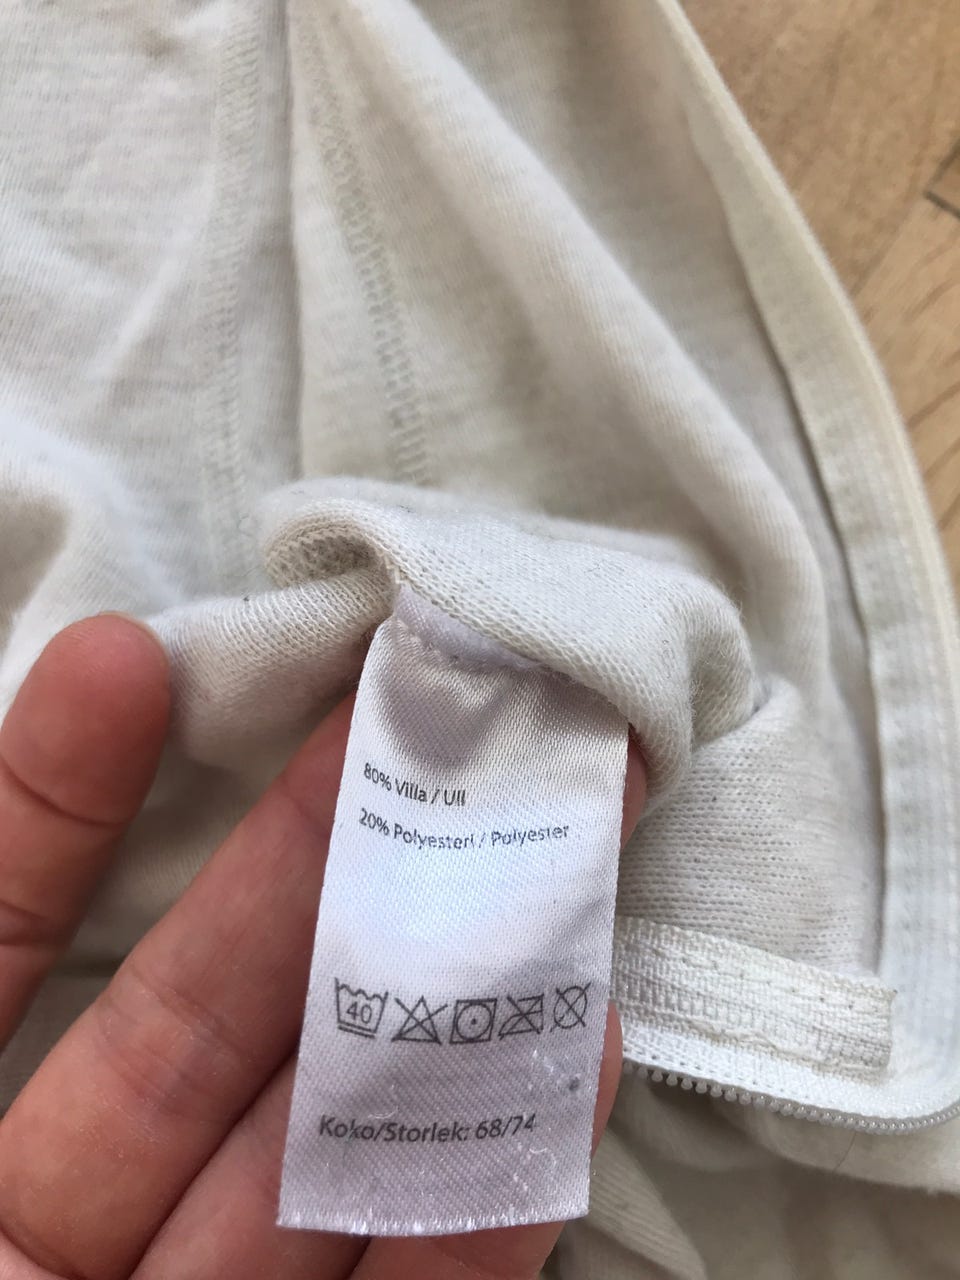 80% Villa / Ull
20% Polyesteri / Polyester
40
Koko/Storlek: 68/74